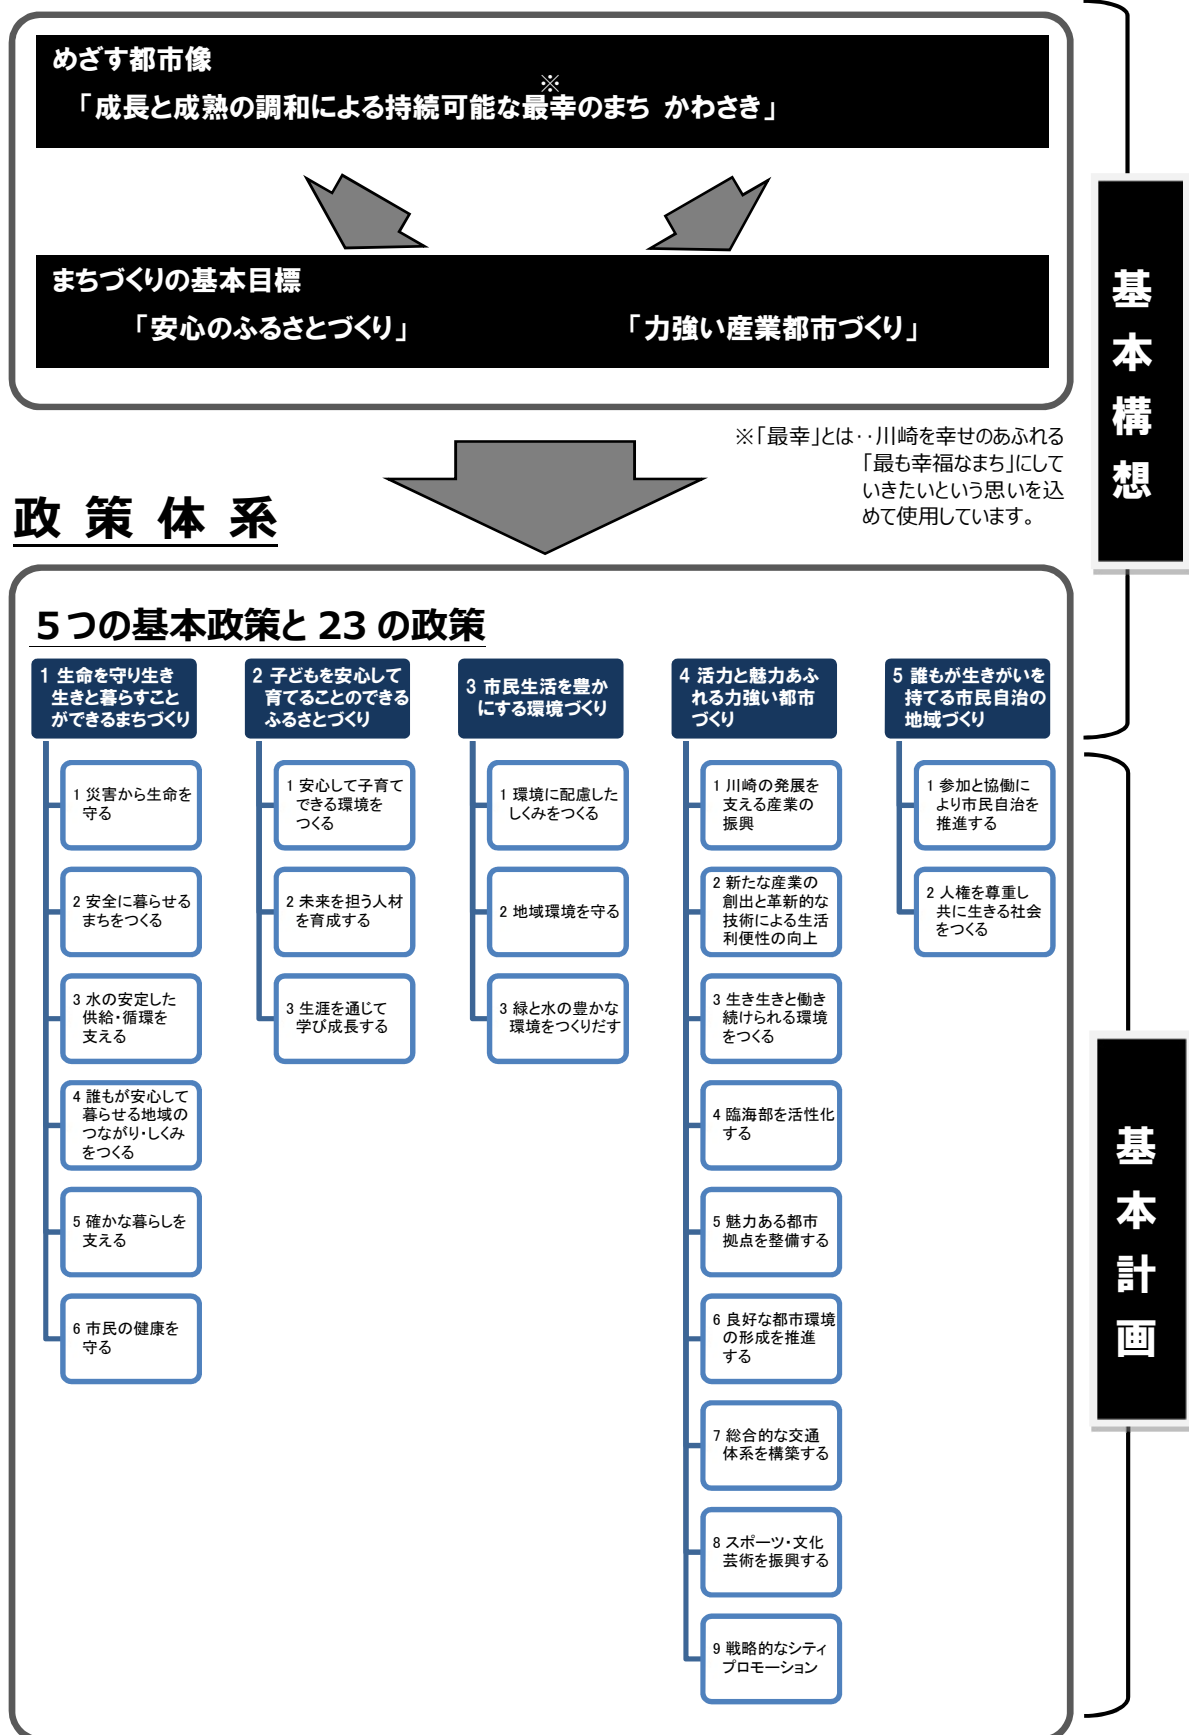 めざす都市像
※
「成長と成熟の調和による持続可能な最幸のまち かわさき」
まちづくりの基本目標
「安心のふるさとづくり」
「力強い産業都市づくり」
基本構想
※「最幸」とは‥川崎を幸せのあふれる
「最も幸福なまち」にして
いきたいという思いを込
めて使用しています。
政策体系
5つの基本政策と23の政策
1 生命を守り生き
生きと暮らすこと
ができるまちづくり
1 災害から生命を
守る
2 安全に暮らせる
まちをつくる
3 水の安定した
供給・循環を
支える
4 誰もが安心して
暮らせる地域の
つながり・しくみ
をつくる
5 確かな暮らしを
支える
6 市民の健康を
守る
2 子どもを安心して
育てることのできる
ふるさとづくり
1 安心して子育て
できる環境を
つくる
2 未来を担う人材
を育成する
3 生涯を通じて
学び成長する
3 市民生活を豊か
にする環境づくり
1 環境に配慮した
しくみをつくる
2 地域環境を守る
3 緑と水の豊かな
環境をつくりだす
4 活力と魅力あふ
れる力強い都市
づくり
1 川崎の発展を
支える産業の
振興
2 新たな産業の
創出と革新的な
技術による生活
利便性の向上
3 生き生きと働き
続けられる環境
をつくる
4 臨海部を活性化
する
5 魅力ある都市
拠点を整備する
6 良好な都市環境
の形成を推進
する
7 総合的な交通
体系を構築する
8 スポーツ・文化
芸術を振興する
9 戦略的なシティ
プロモーション
5 誰もが生きがいを
持てる市民自治の
地域づくり
1 参加と協働に
より市民自治を
推進する
2 人権を尊重し
共に生きる社会
をつくる
基本計画